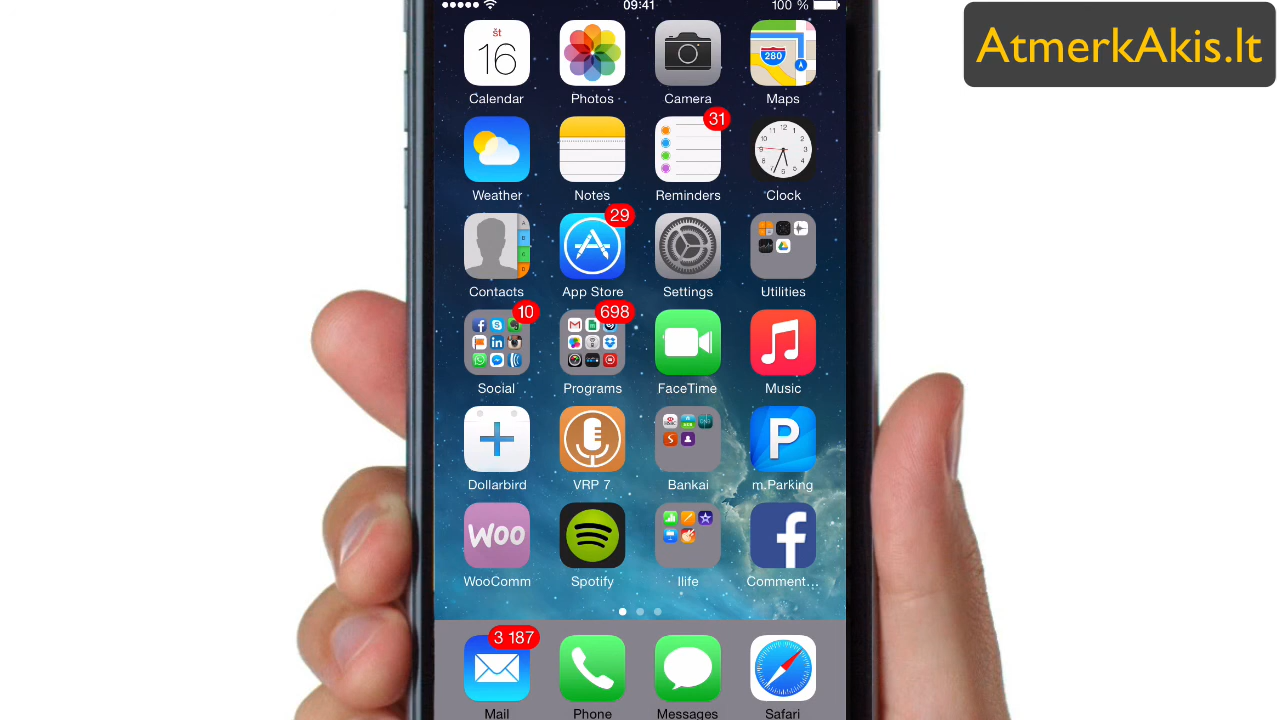 09:41 100 %
AtmerkAkis.lt
št
16
280
Calendar Photos Camera Maps
31
Weather Notes Reminders Clock
29
Contacts App Store Settings Utilities
10 698
Social Programs FaceTime Music
P
Dollarbird VRP 7 Bankai m.Parking
WOO
WooComm Spotify Ilife Comment...
3 187
Mail Phone Messages Safari